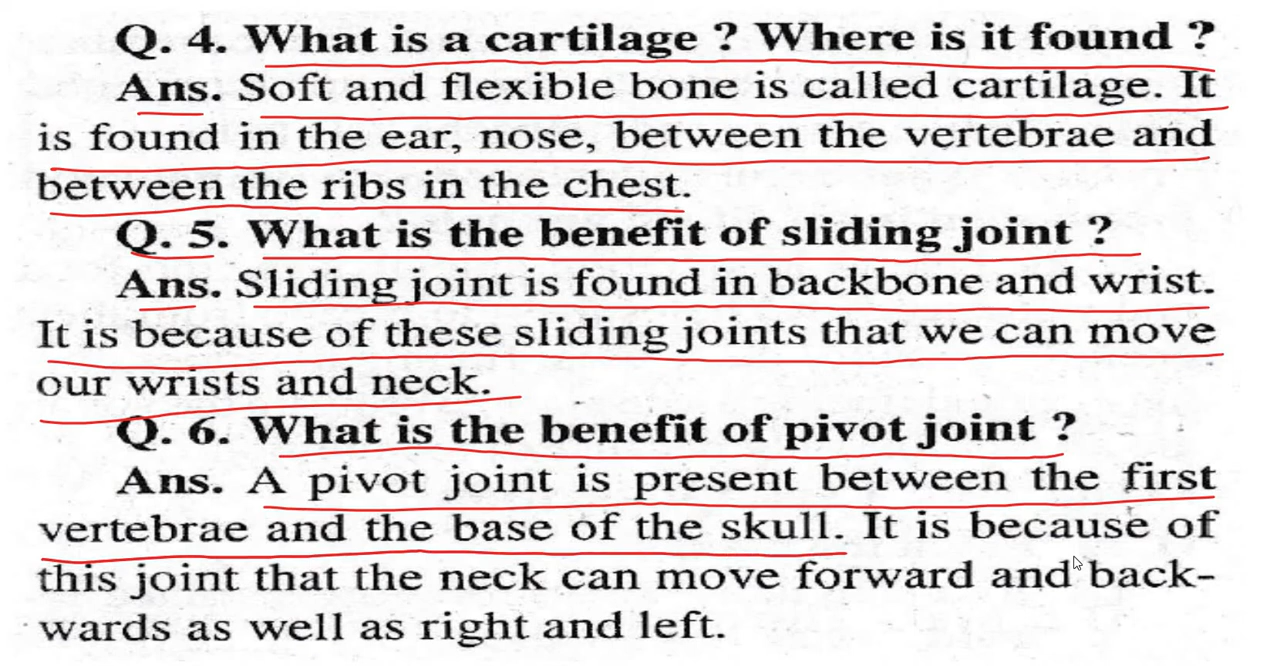 Q. 4. What is a cartilage ? Where is it found ?
Ans. Soft and flexible bone is called cartilage. It
is found in the ear, nose, between the vertebrae and
between the ribs in the chest.
Q. 5. What is the benefit of sliding joint ?
Ans. Sliding joint is found in backbone and wrist.
It is because of these sliding joints that we can move
our wrists and neck.
Q. 6. What is the benefit of pivot joint ?
Ans. A pivot joint is present between the first
vertebrae and the base of the skull. It is because of
this joint that the neck can move forward and back-
wards as well as right and left.